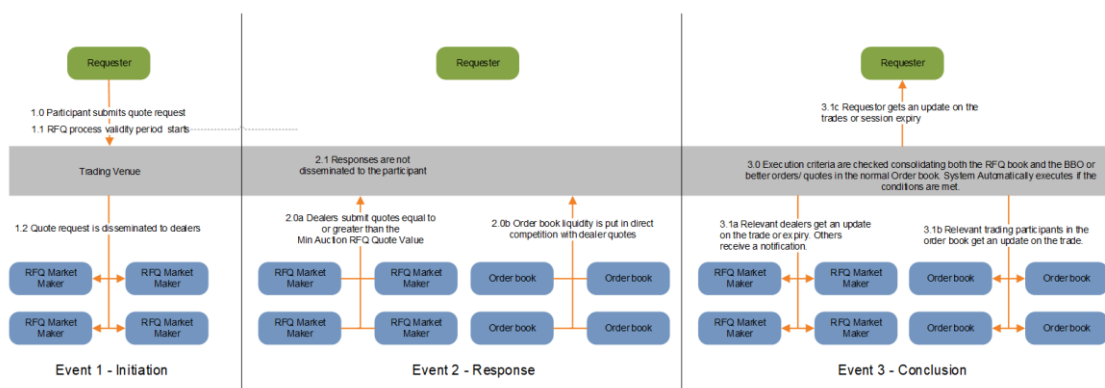 Requester
1.0 Participant submits quote request
1.1 RFQ process validity period starts
Trading Venue
1.2 Quote request is disseminated to dealers
RFQ Market
Maker
RFQ Market
Maker
RFQ Market
Maker
RFQ Market
Maker
Event 1 - Initiation
Requester
2.1 Responses are not
disseminated to the participant
2.0a Dealers submit quotes equal to
or greater than the
Min Auction RFQ Quote Value
2.0b Order book liquidity is put in direct
competition with dealer quotes
RFQ Market
Maker
RFQ Market
Maker
Order book
Order book
RFQ Market
Maker
RFQ Market
Maker
Order book
Order book
Event 2 - Response
Requester
3.1c Requestor gets an update on the
trades or session expiry
3.0 Execution criteria are checked consolidating both the RFQ book and the BBO or
better orders/ quotes in the normal Order book. System Automatically executes if the
conditions are met.
3.1a Relevant dealers get an update
on the trade or expiry. Others
receive a notification.
3.1b Relevant trading participants in the
order book get an update on the trade.
RFQ Market
Maker
RFQ Market
Maker
Order book
Order book
RFQ Market
Maker
RFQ Market
Maker
Order book
Order book
Event 3 - Conclusion